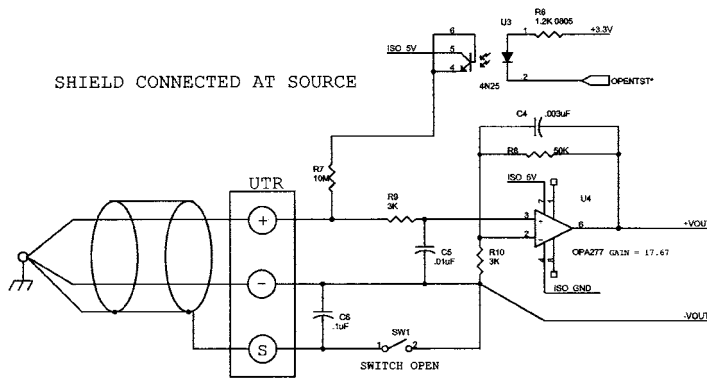 R6
1.2K 0805
U3
+3.3V
6
1
ISO 5V
5
4
4N25
2
OPENTST*
SHIELD CONNECTED AT SOURCE
C4
.003uF
R8
50K
R7
10M
UTR
ISO 5V
7
1
U4
R9
3K
+
3
+
6
+VOUT
2
-
C5
.01uF
R10
3K
OPA277
GAIN = 17.67
4
8
-
ISO GND
C6
.1uF
SW1
-VOUT
S
1
2
SWITCH OPEN